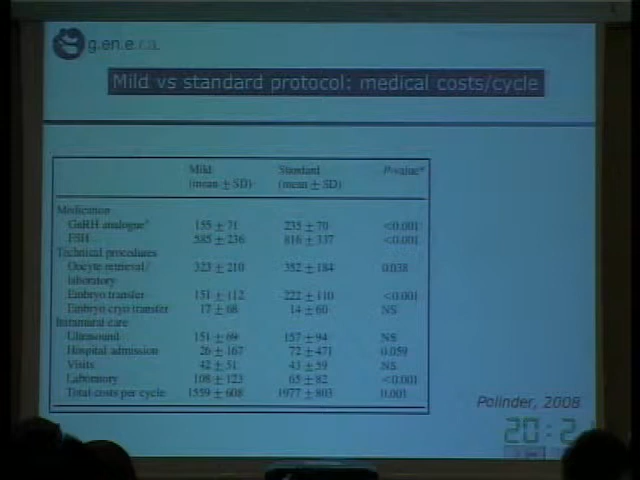 g.en.e.r.a.
Mild vs standard protocol: medical costs/cycle
Mild Standard P-value*
(mean ± SD) (mean ± SD)
Medication
GnRH analogue 155 ± 71 235 ± 70 <0.001
FSH 585 ± 236 816 ± 337 <0.001
Technical procedures
Oocyte retrieval/ 323 ± 210 352 ± 184 0.038
laboratory
Embryo transfer 151 ± 112 222 ± 110 <0.001
Embryo cryo transfer 17 ± 68 14 ± 60 NS
Intramural care
Ultrasound 151 ± 69 157 ± 94 NS
Hospital admission 26 ± 167 72 ± 471 0.059
Visits 42 ± 51 43 ± 59 NS
Laboratory 108 ± 123 65 ± 82 <0.001
Total costs per cycle 1559 ± 608 1977 ± 803 0.001
Polinder, 2008
20:2